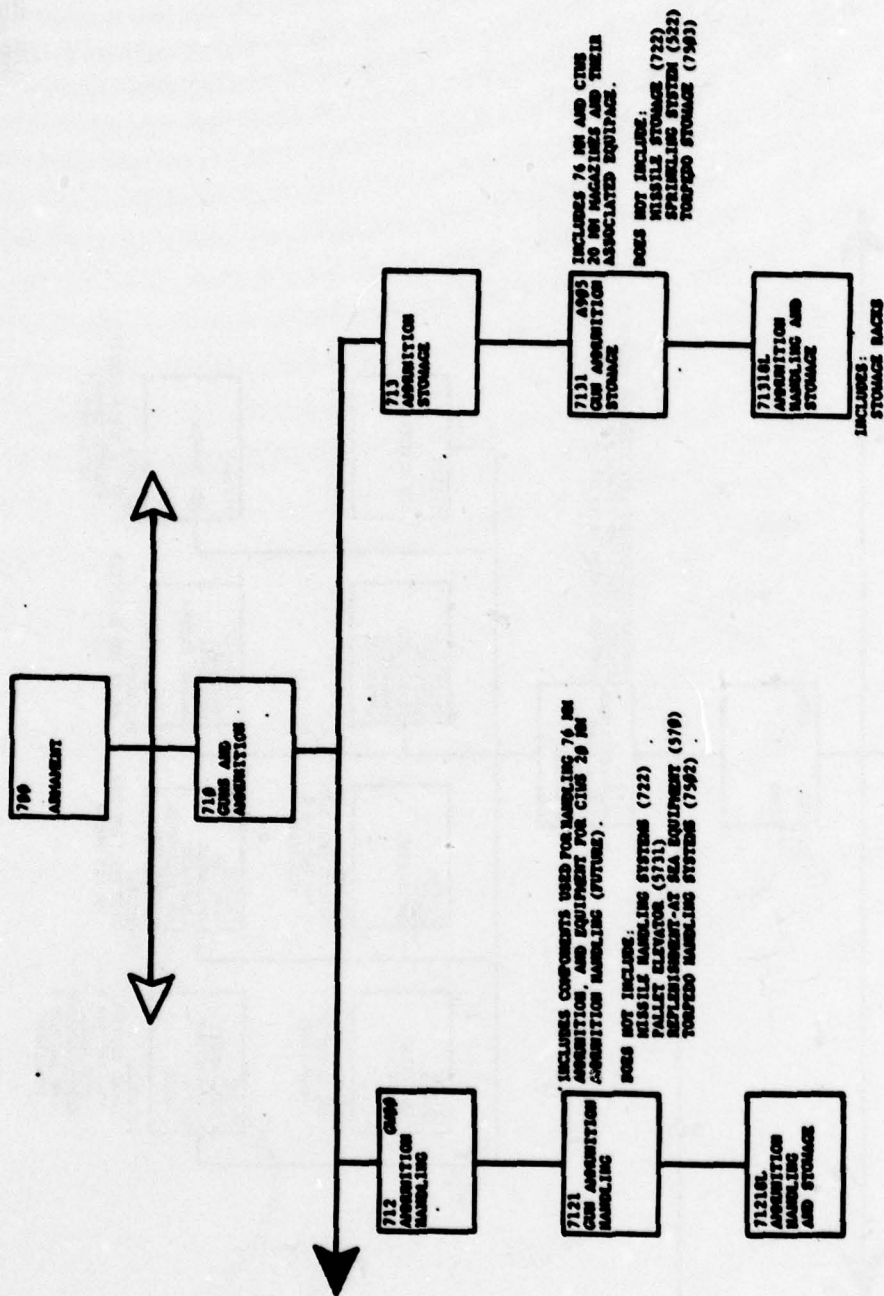 700
ARMAMENT
710
GUNS AND
AMMUNITION
712
AMMUNITION
HANDLING
713
AMMUNITION
STOWAGE
7121
GUN AMMUNITION
HANDLING
INCLUDES COMPONENTS USED FOR HANDLING 76 MM
AMMUNITION, AND EQUIPMENT FOR CIWS 20 MM
AMMUNITION HANDLING (FUTURE).
DOES NOT INCLUDE:
MISSILE HANDLING SYSTEMS (722)
PALLET ELEVATOR (5731)
REPLENISHMENT-AT SEA EQUIPMENT (570)
TORPEDO HANDLING SYSTEMS (7502)
7131 A905
GUN AMMUNITION
STOWAGE
INCLUDES 76 MM AND CIWS
20 MM MAGAZINES AND THEIR
ASSOCIATED EQUIPAGE.
DOES NOT INCLUDE:
MISSILE STOWAGE (722)
SPRINKLING SYSTEM (522)
TORPEDO STOWAGE (7503)
AMMUNITION
HANDLING
AND STOWAGE
AMMUNITION
HANDLING AND
STOWAGE
INCLUDES:
STOWAGE RACKS